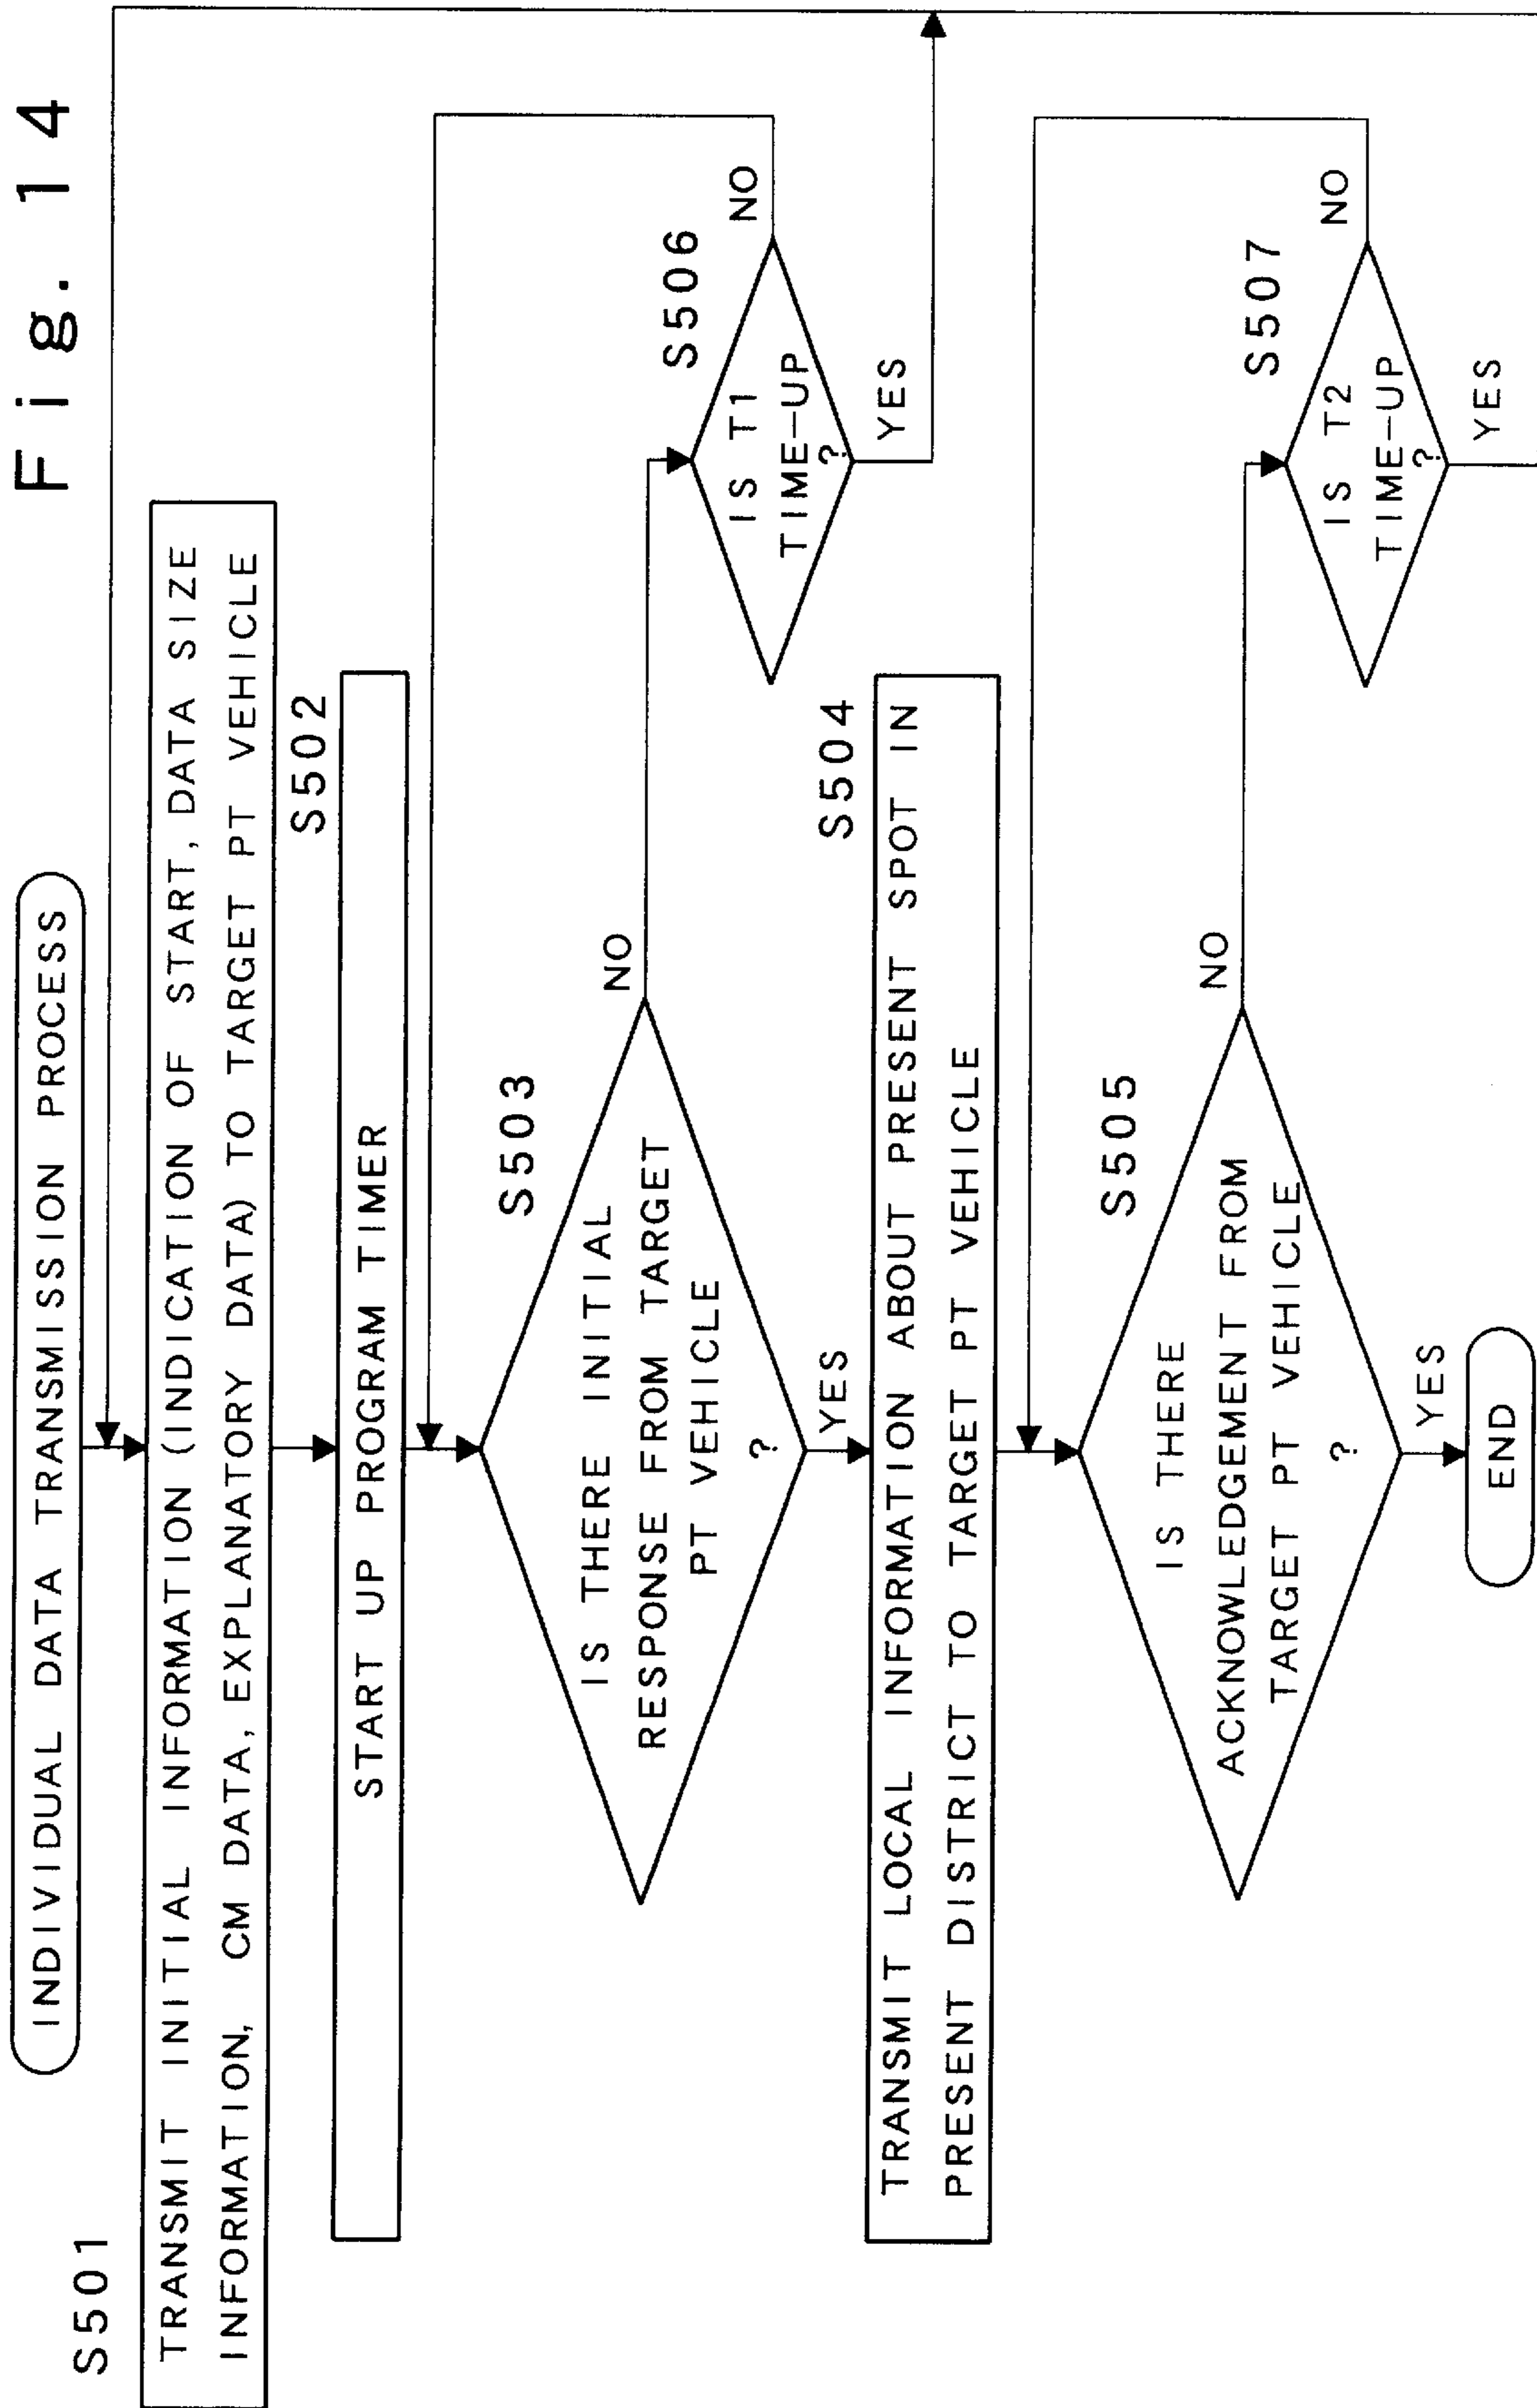 Fig. 14
INDIVIDUAL DATA TRANSMISSION PROCESS
S501
TRANSMIT INITIAL INFORMATION (INDICATION OF START, DATA SIZE
INFORMATION, CM DATA, EXPLANATORY DATA) TO TARGET PT VEHICLE
S502
START UP PROGRAM TIMER
S503
IS THERE INITIAL
RESPONSE FROM TARGET
PT VEHICLE
?
NO
YES
S506
IS T1
TIME-UP
?
NO
YES
S504
TRANSMIT LOCAL INFORMATION ABOUT PRESENT SPOT IN
PRESENT DISTRICT TO TARGET PT VEHICLE
S505
IS THERE
ACKNOWLEDGEMENT FROM
TARGET PT VEHICLE
?
NO
YES
S507
IS T2
TIME-UP
?
NO
YES
END